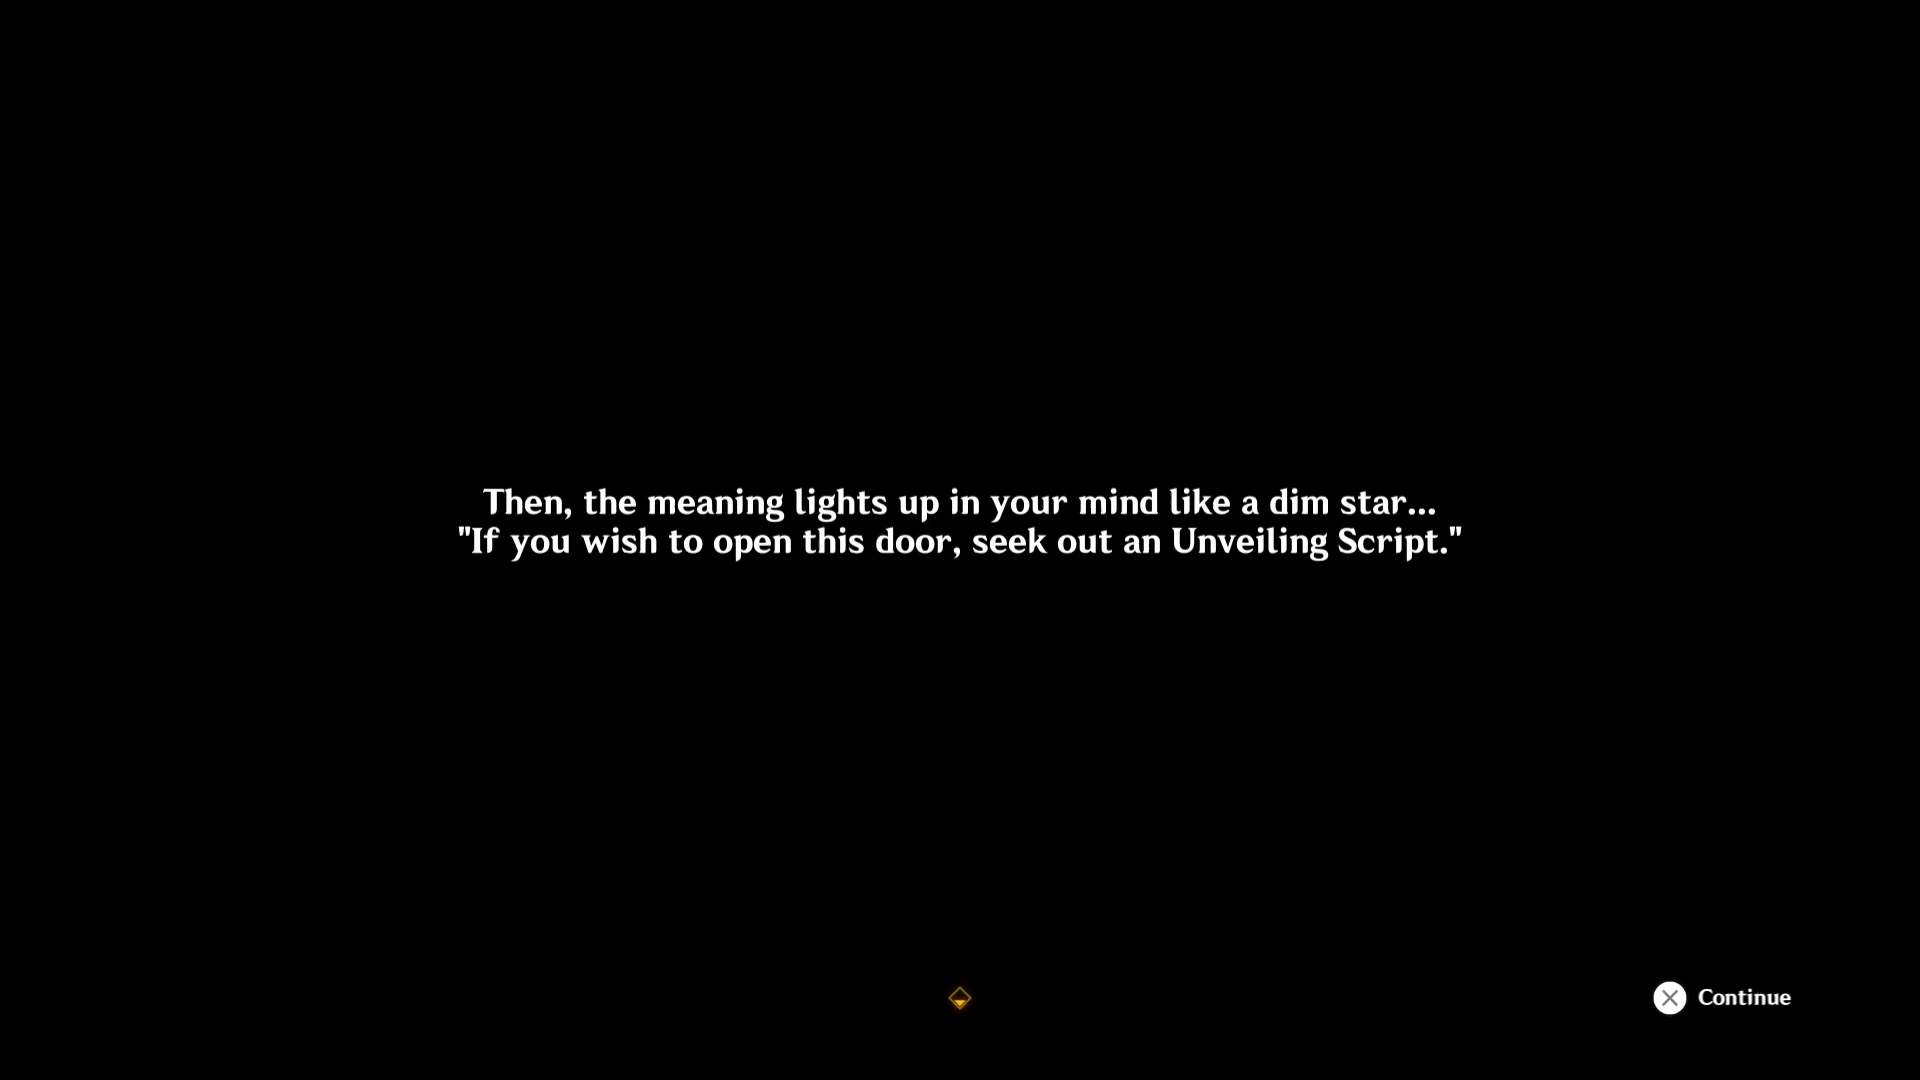 Then, the meaning lights up in your mind like a dim star...
"If you wish to open this door, seek out an Unveiling Script."
Continue